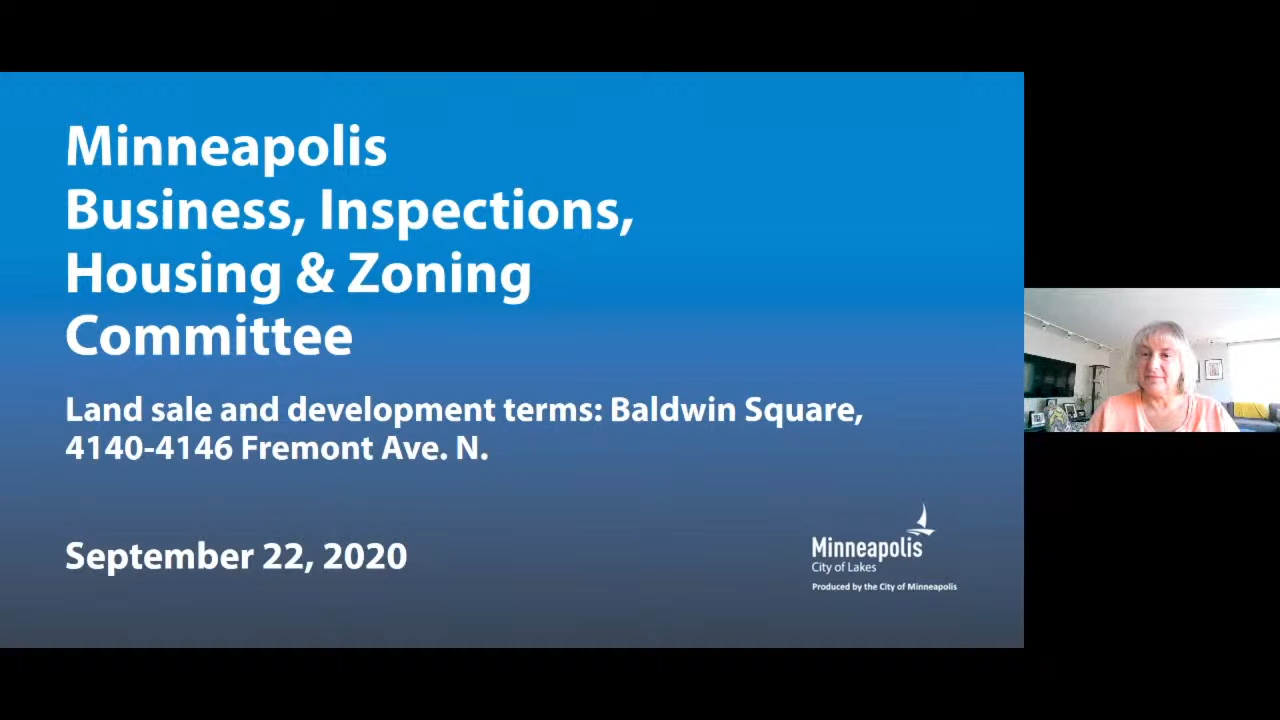 Minneapolis
Business, Inspections,
Housing & Zoning
Committee
Land sale and development terms: Baldwin Square,
4140-4146 Fremont Ave. N.
September 22, 2020
Minneapolis
City of Lakes
Produced by the City of Minneapolis